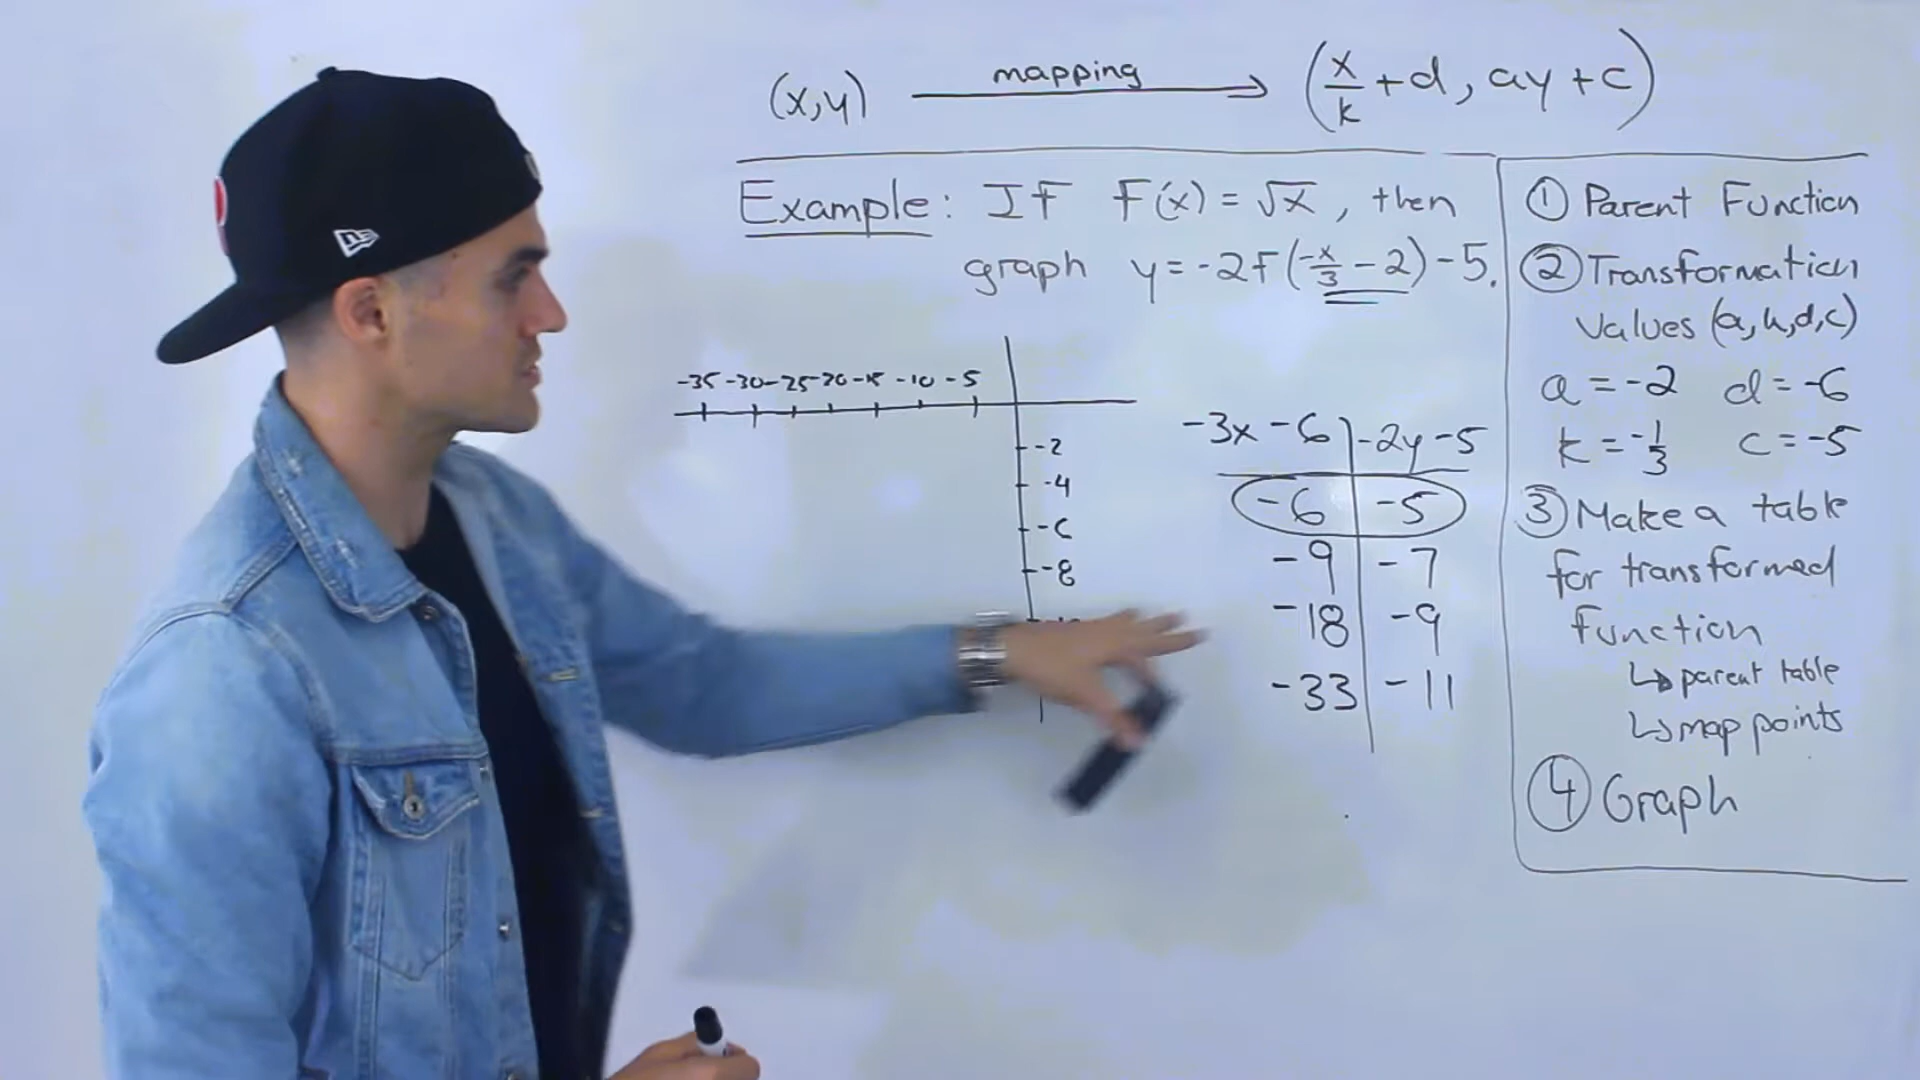 (x,y) mapping (x/k + d, ay + c)
Example: If F(x) = √x, then
graph y = -2f(-x/3 - 2) - 5.
-35 -30 -25 -20 -15 -10 -5
-2
-4
-6
-8
-3x - 6 | -2y - 5
-6 | -5
-9 | -7
-18 | -9
-33 | -11
① Parent Function
② Transformation
Values (a, k, d, c)
a = -2 d = -6
k = -1/3 c = -5
③ Make a table
for transformed
function
↳ parent table
↳ map points
④ Graph